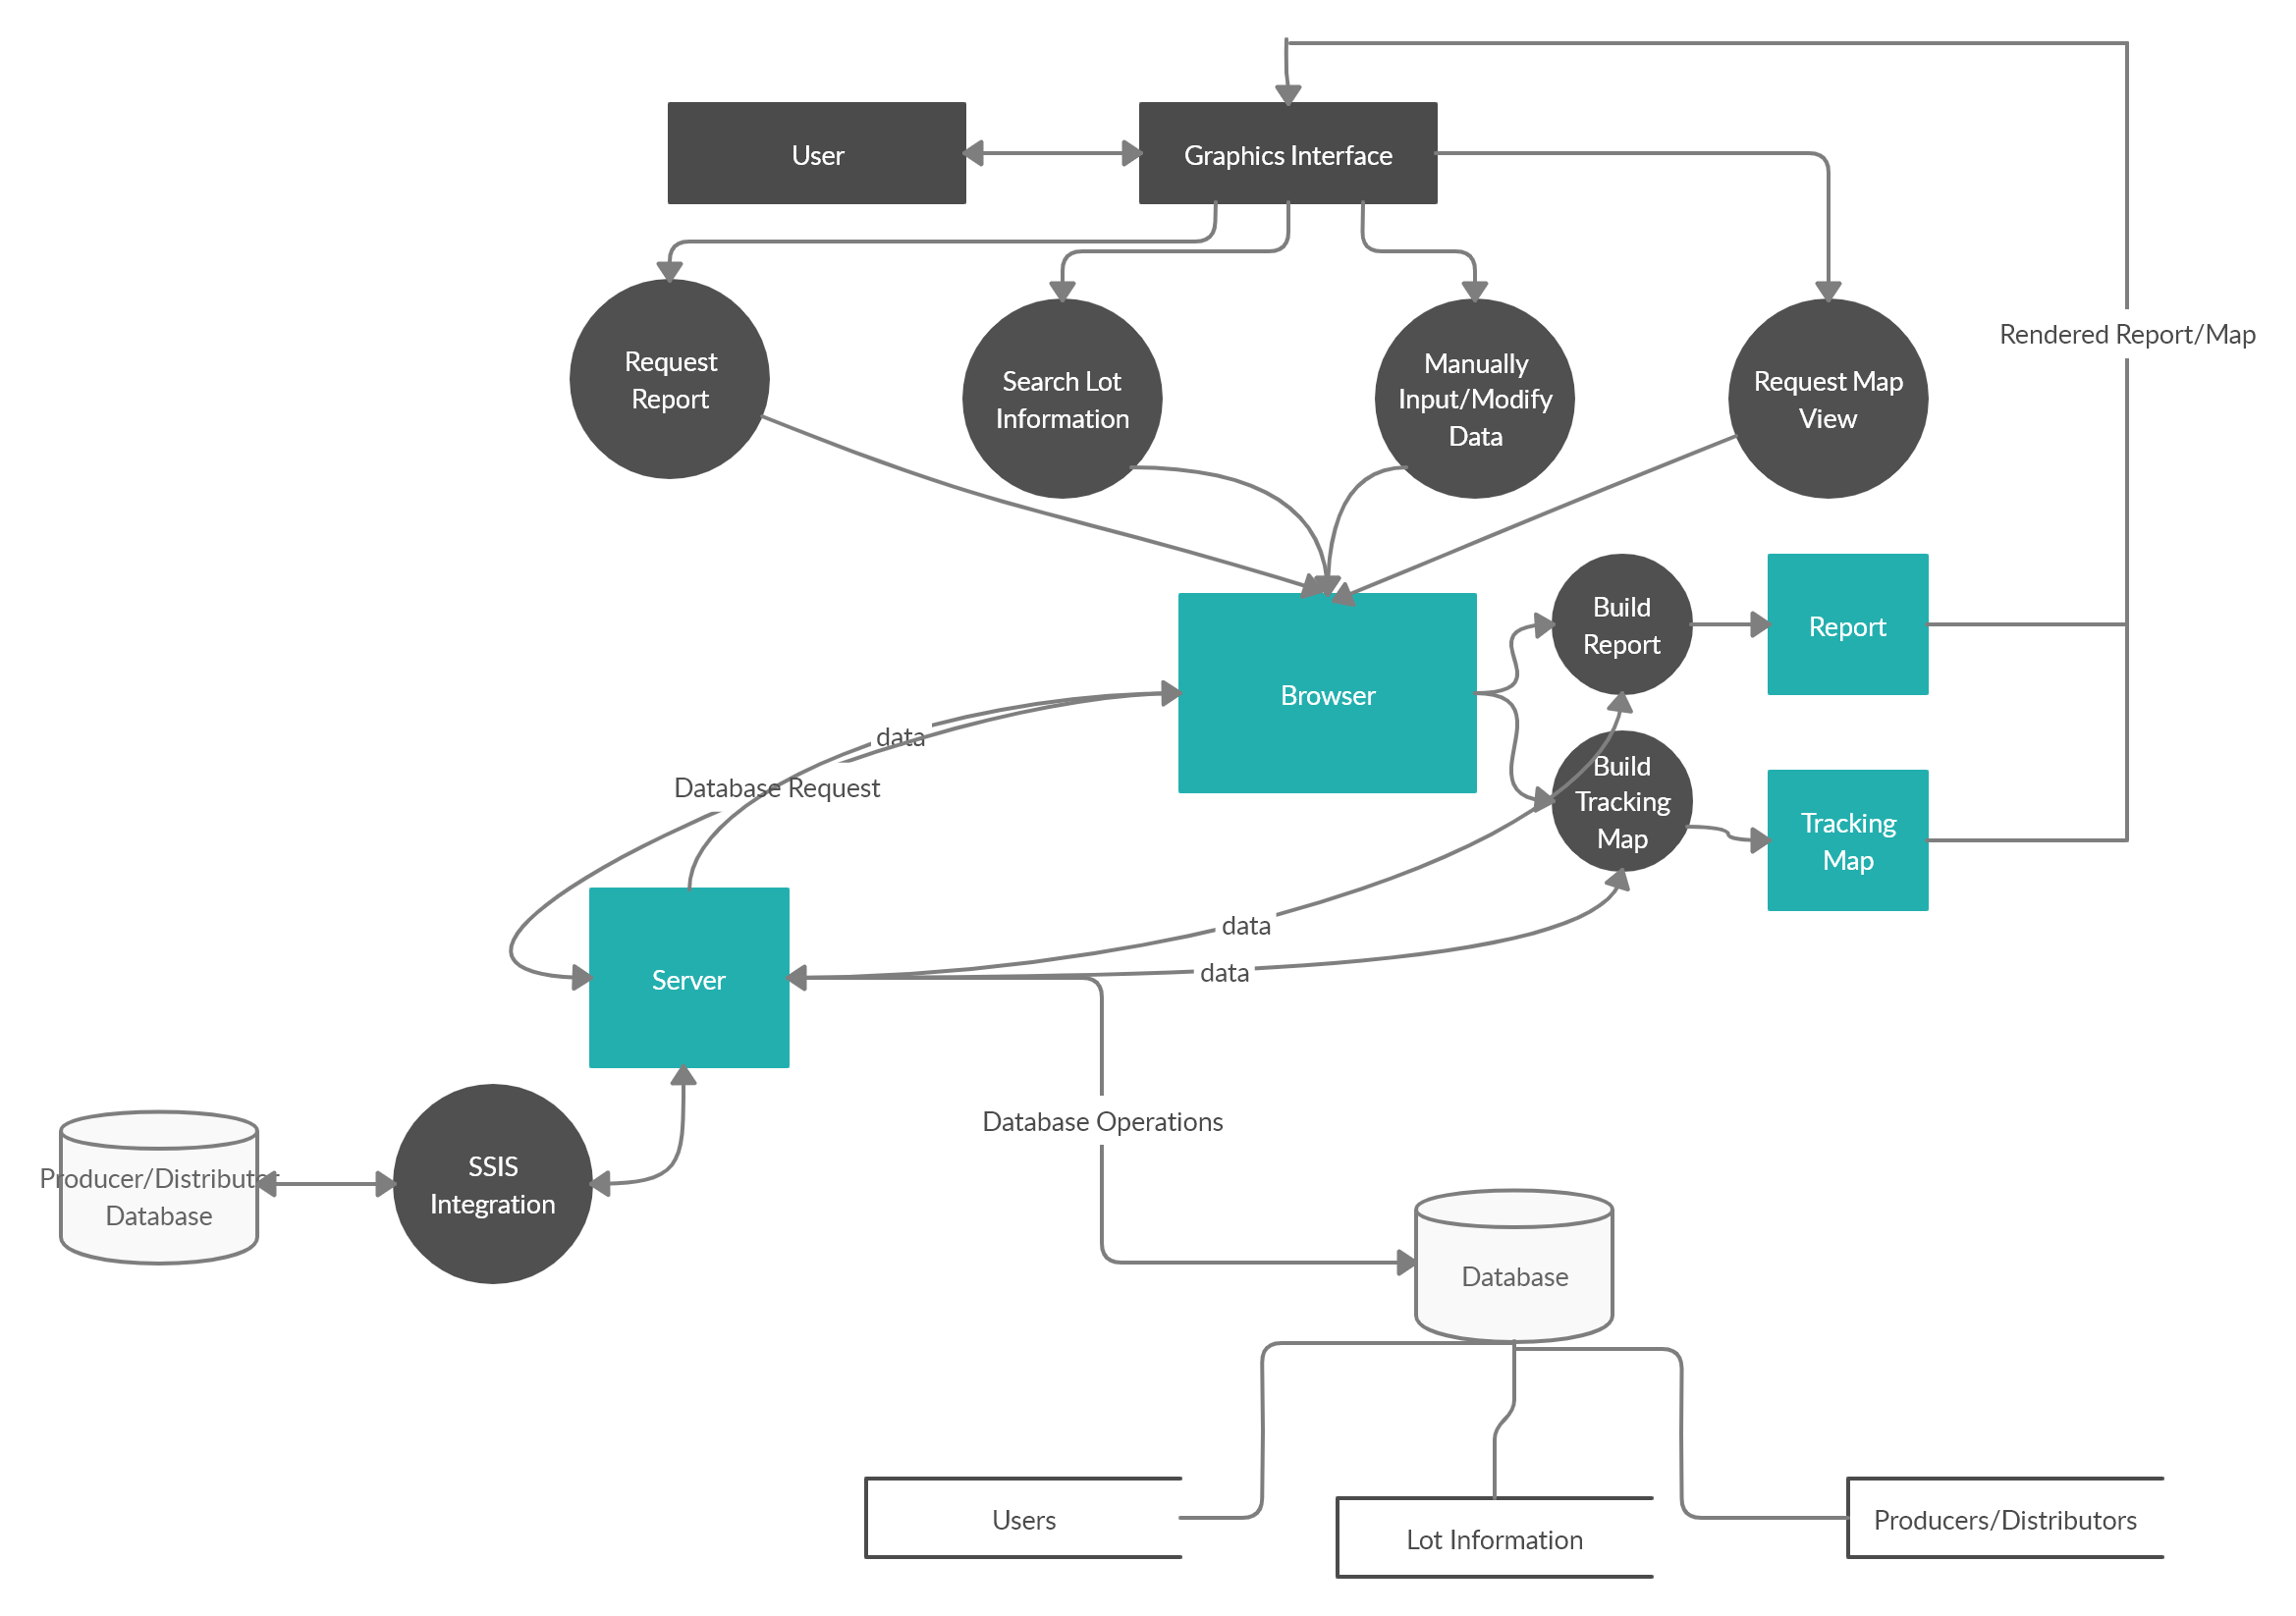 User
Graphics Interface
Rendered Report/Map
Request
Report
Search Lot
Information
Manually
Input/Modify
Data
Request Map
View
Build
Report
Report
Browser
data
Database Request
Build
Tracking
Map
Tracking
Map
data
data
Server
Database Operations
SSIS
Integration
Producer/Distributor
Database
Database
Users
Lot Information
Producers/Distributors